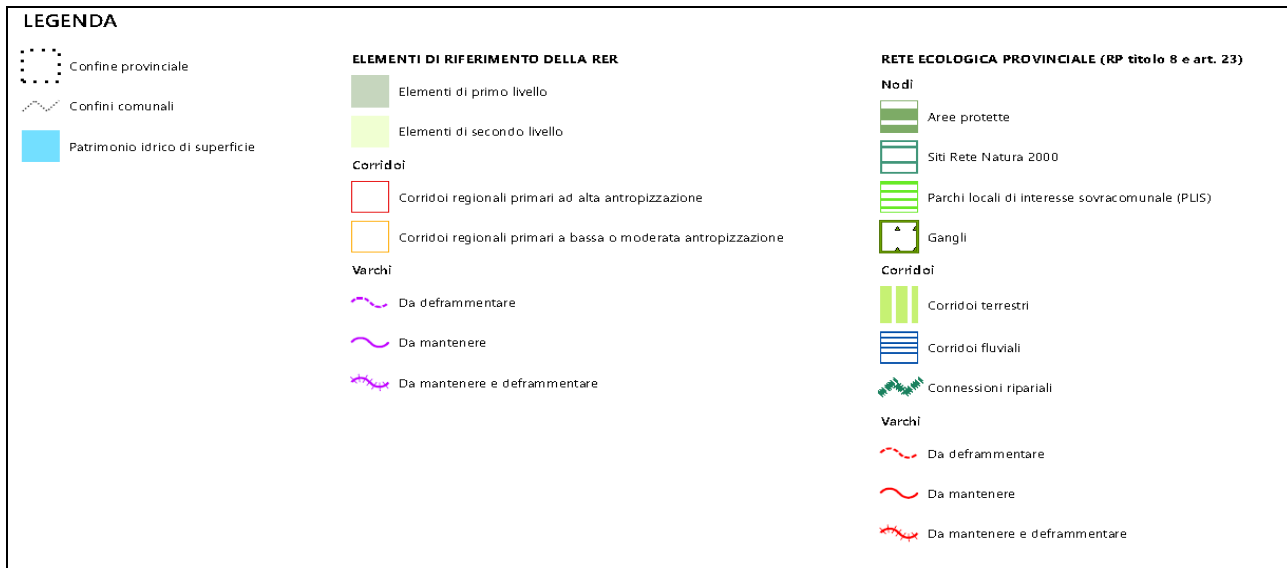 LEGENDA
Confine provinciale
Confini comunali
Patrimonio idrico di superficie
ELEMENTI DI RIFERIMENTO DELLA RER
Elementi di primo livello
Elementi di secondo livello
Corridoi
Corridoi regionali primari ad alta antropizzazione
Corridoi regionali primari a bassa o moderata antropizzazione
Varchi
Da deframmentare
Da mantenere
Da mantenere e deframmentare
RETE ECOLOGICA PROVINCIALE (RP titolo 8 e art. 23)
Nodi
Aree protette
Siti Rete Natura 2000
Parchi locali di interesse sovracomunale (PLIS)
Gangli
Corridoi
Corridoi terrestri
Corridoi fluviali
Connessioni ripariali
Varchi
Da deframmentare
Da mantenere
Da mantenere e deframmentare